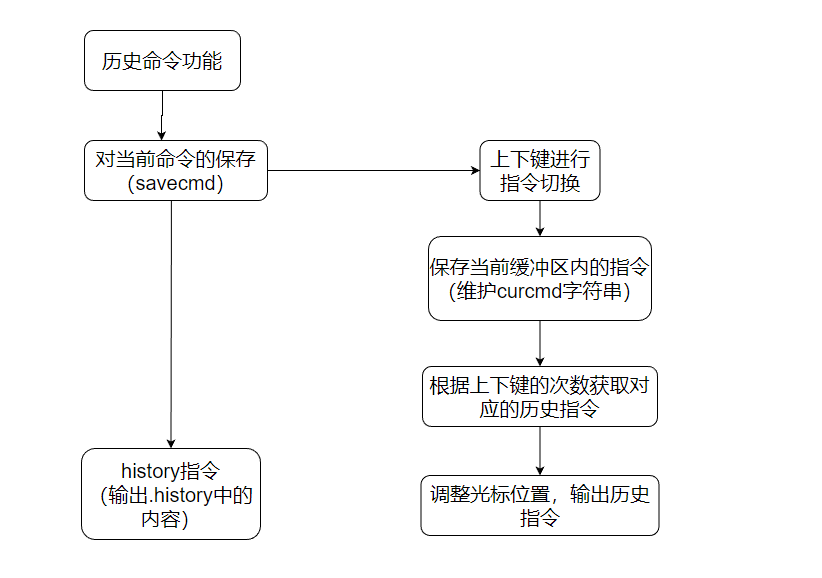 历史命令功能
对当前命令的保存
（savecmd）
上下键进行
指令切换
保存当前缓冲区内的指令
（维护curcmd字符串）
根据上下键的次数获取对
应的历史指令
history指令
（输出.history中的
内容）
调整光标位置，输出历史
指令